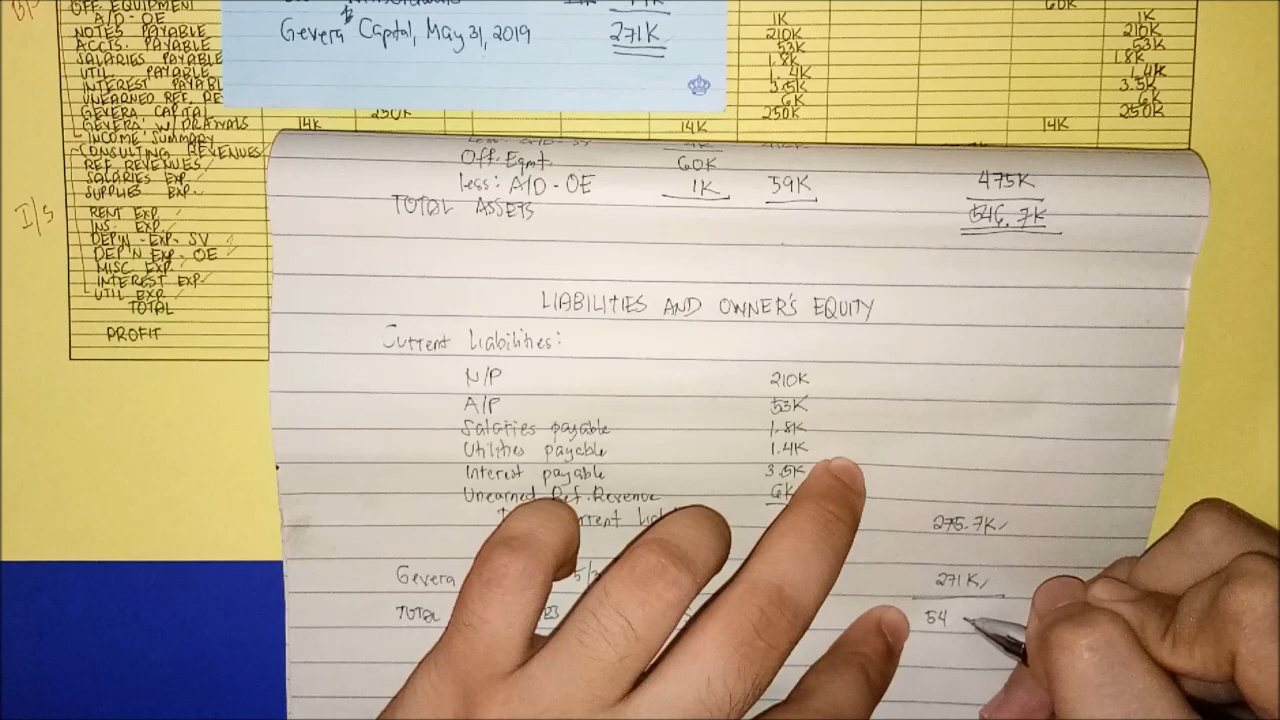 OFF. EQUIPMENT 60K
A/D-OE 1K 1K
NOTES PAYABLE 210K 210K
ACCTS. PAYABLE 53K 53K
SALARIES PAYABLE 1.8K 1.8K
UTIL PAYABLE 1.4K 1.4K
INTEREST PAYABL 3.5K 3.5K
UNEARNED REF. RE 6K 6K
GEVERA CAPITAL 250K 250K 250K
GEVERA W/DRAWALS 14K 14K 14K
INCOME SUMMARY
CONSULTING REVENUES
REF. REVENUES
SALARIES EXP.
SUPPLIES EXP.
I/S
RENT EXP.
INS. EXP.
DEP'N EXP - SV
DEP'N EXP - OE
MISC EXP.
INTEREST EXP.
UTIL EXP.
TOTAL
PROFIT
Gevera's Capital, May 31, 2019 271K
Off. Eqmt. 60K
less: A/D - OE 1K 59K 475K
TOTAL ASSETS 546.7K
LIABILITIES AND OWNER'S EQUITY
Current liabilities:
N/P 210K
A/P 53K
Salaries payable 1.8K
Utilities payable 1.4K
Interest payable 3.5K
Unearned Ref. Revenue 6K
275.7K
Gevera 271K
TOTAL 54